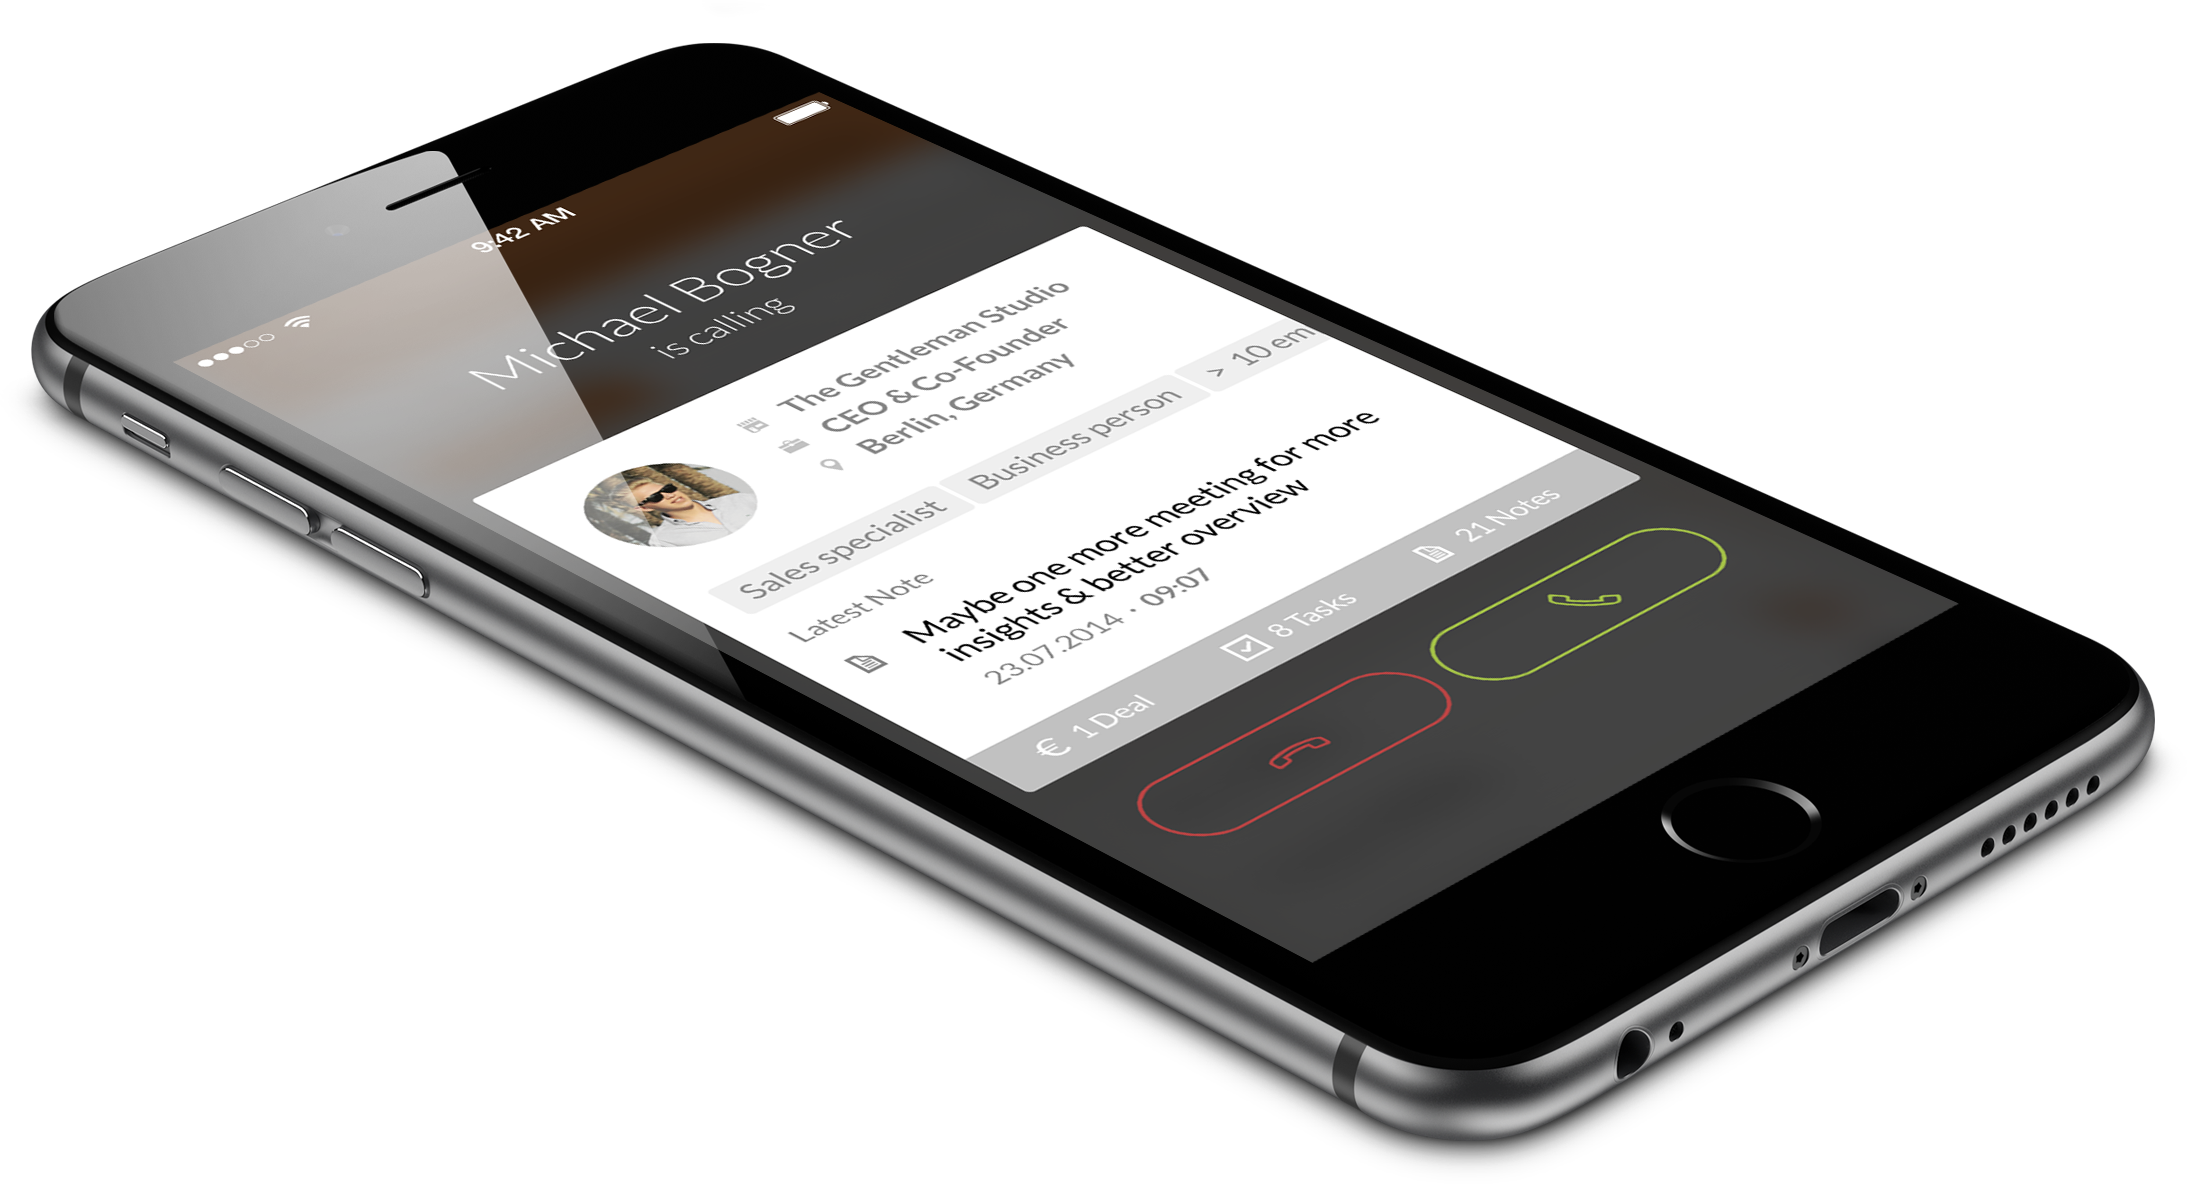 9:42 AM
Michael Bogner
is calling
The Gentleman Studio
CEO & Co-Founder
Berlin, Germany
Sales specialist
Business person
> 10 em
Latest Note
Maybe one more meeting for more
insights & better overview
23.07.2014 · 09:07
€ 1 Deal
8 Tasks
21 Notes